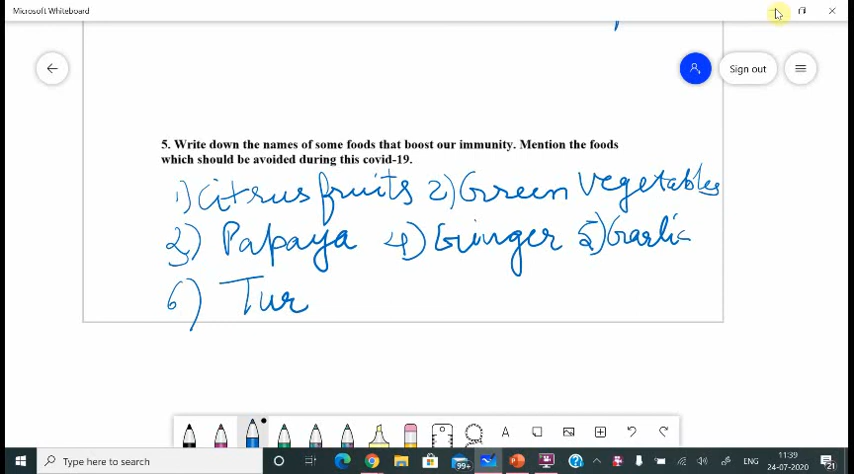 Microsoft Whiteboard
Sign out
5. Write down the names of some foods that boost our immunity. Mention the foods
which should be avoided during this covid-19.
1) Citrus fruits 2) Green Vegetables
3) Papaya 4) Ginger 5) Garlic
6) Tur
Type here to search
99+
ENG
11:39
24-07-2020
21